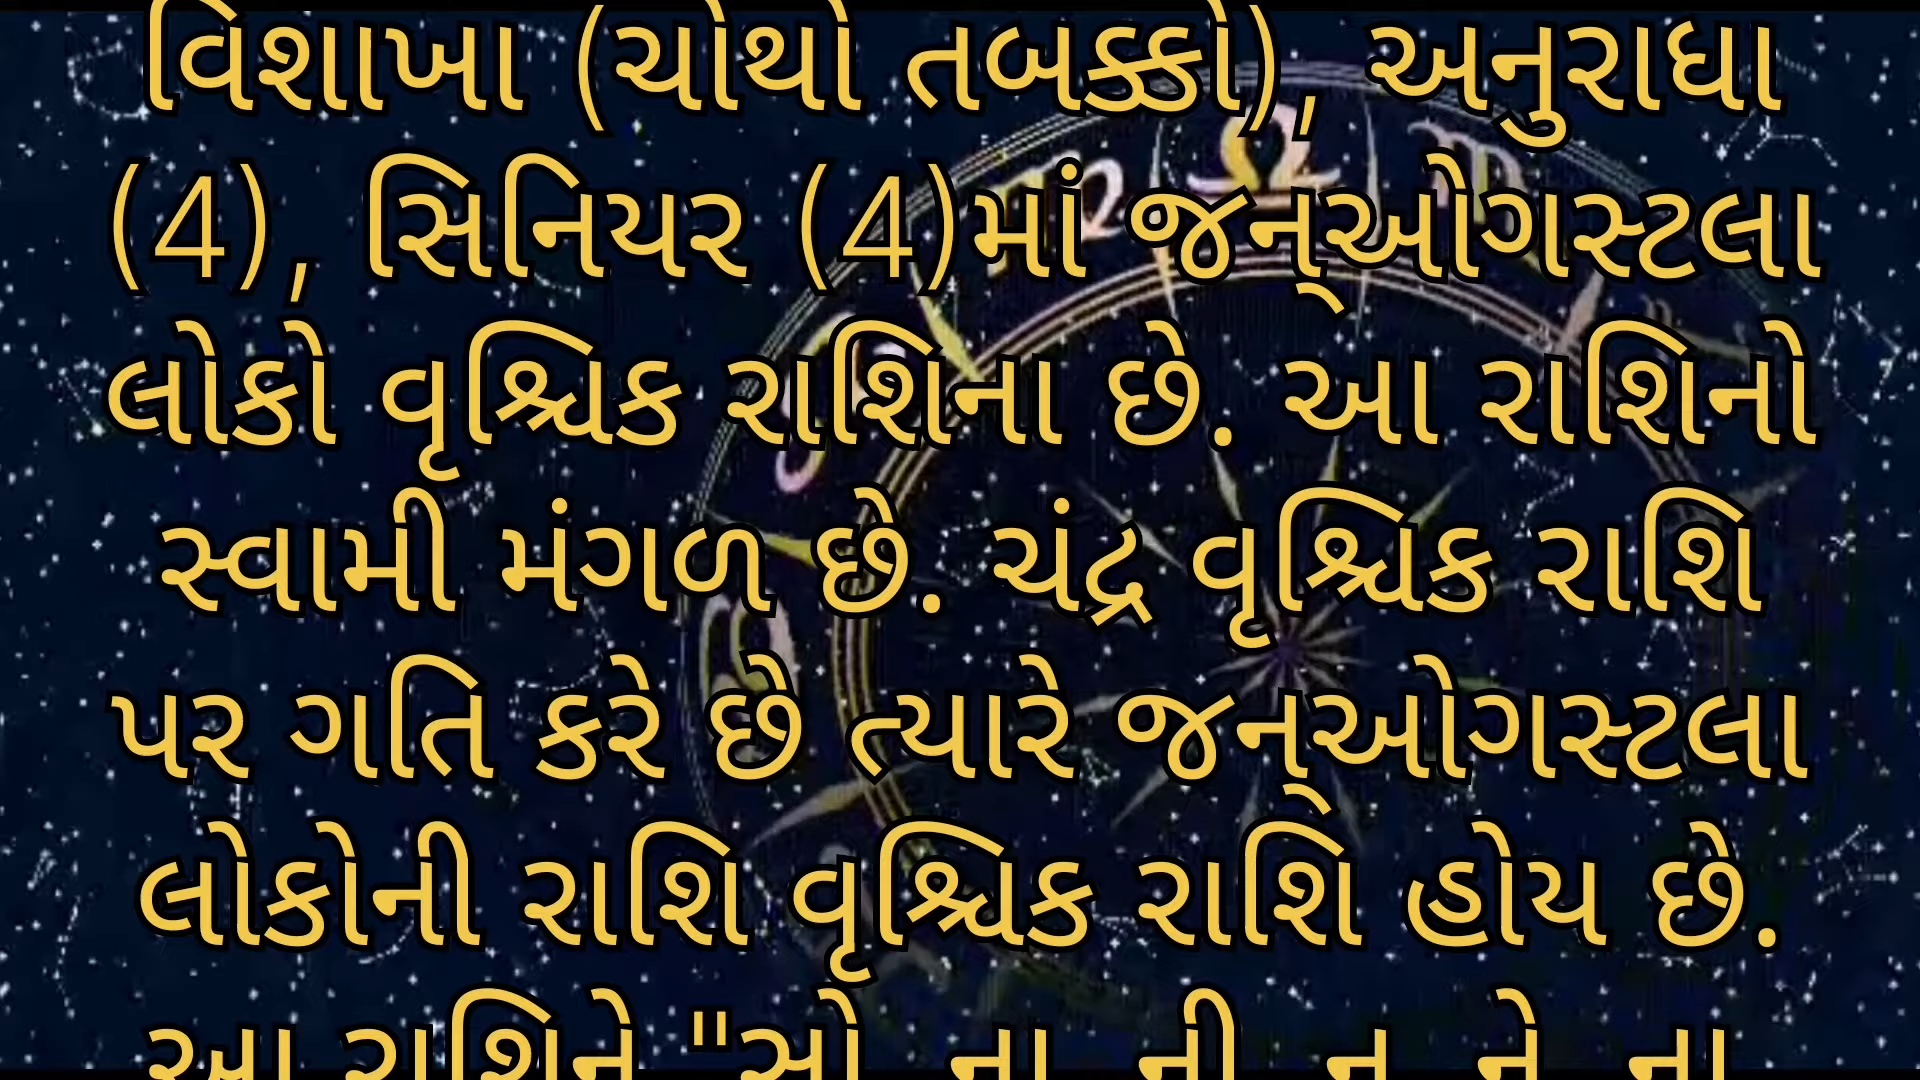 વિશાખા (ચોથો તબક્કો), અનુરાધા
(4), સિનિયર (4)માં જન્ઓગસ્ટલા
લોકો વૃશ્ચિક રાશિના છે. આ રાશિનો
સ્વામી મંગળ છે. ચંદ્ર વૃશ્ચિક રાશિ
પર ગતિ કરે છે ત્યારે જન્ઓગસ્ટલા
લોકોની રાશિ વૃશ્ચિક રાશિ હોય છે.
આ રાશિને "સો, ના, ની, ન, ને, ના